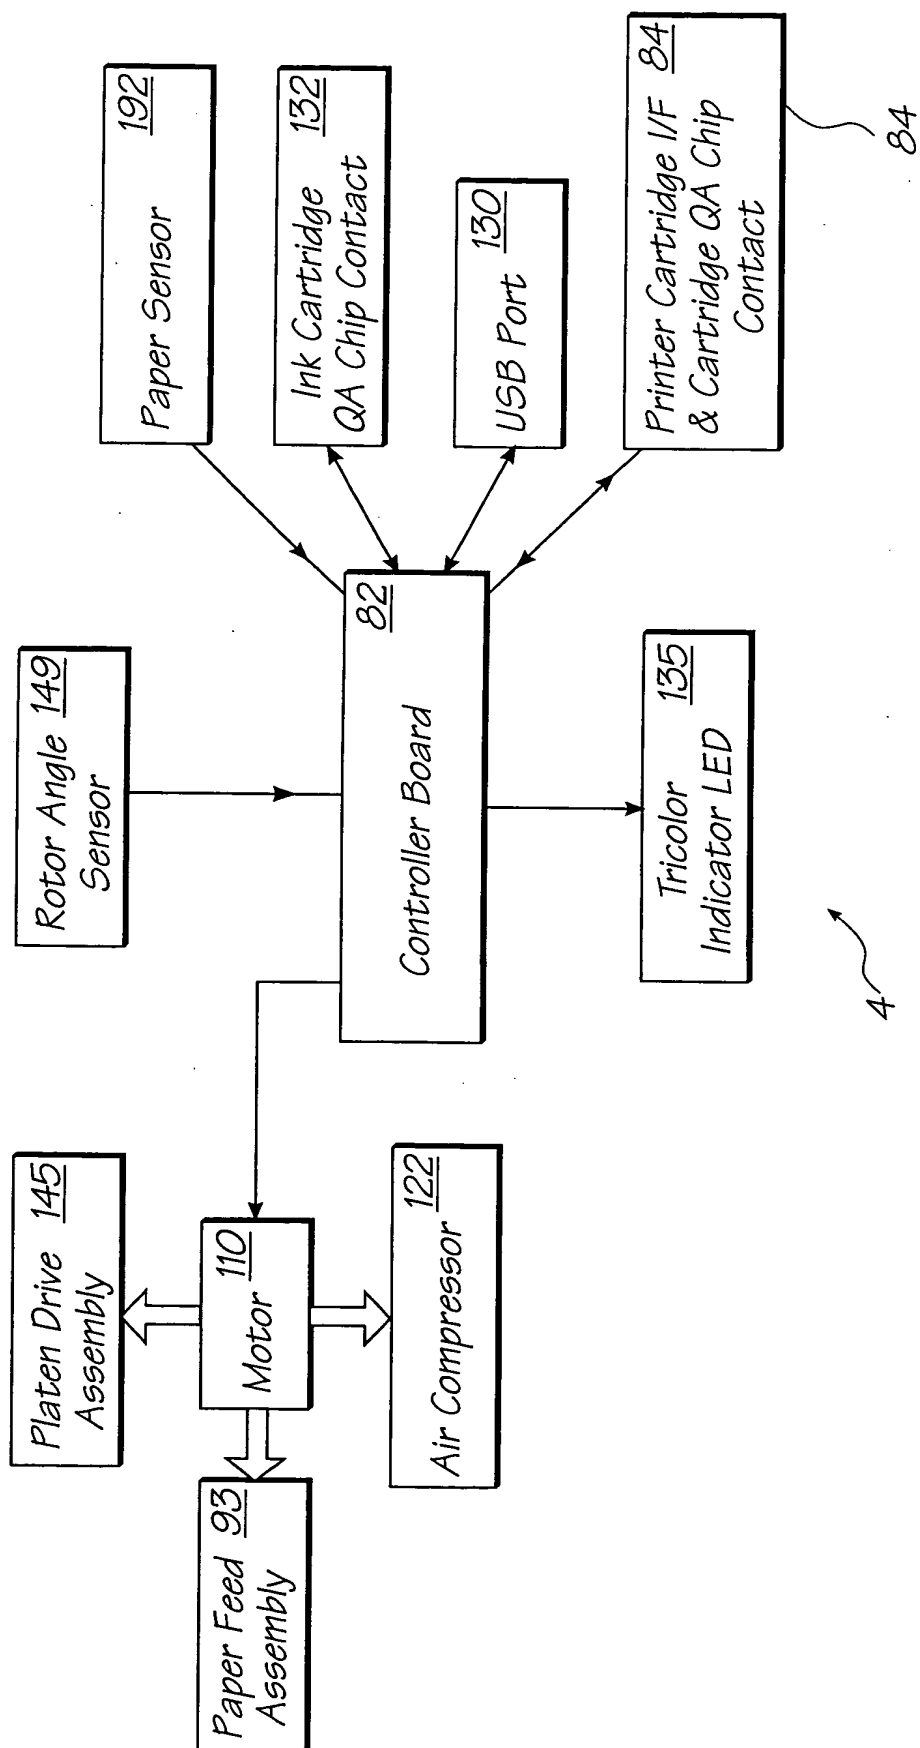 Paper Feed 93
Assembly
Platen Drive 145
Assembly
Motor 110
Air Compressor 122
Rotor Angle 149
Sensor
Controller Board 82
Tricolor 135
Indicator LED
Paper Sensor 192
Ink Cartridge 132
QA Chip Contact
USB Port 130
Printer Cartridge I/F 84
& Cartridge QA Chip
Contact
84
4